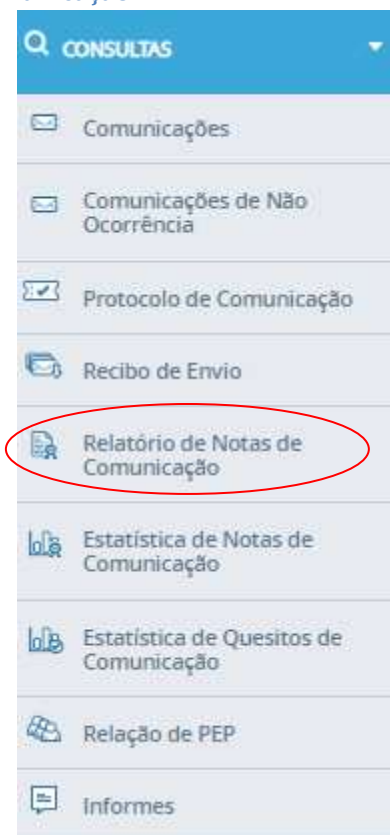 CONSULTAS
Comunicações
Comunicações de Não
Ocorrência
Protocolo de Comunicação
Recibo de Envio
Relatório de Notas de
Comunicação
Estatística de Notas de
Comunicação
Estatística de Quesitos de
Comunicação
Relação de PEP
Informes